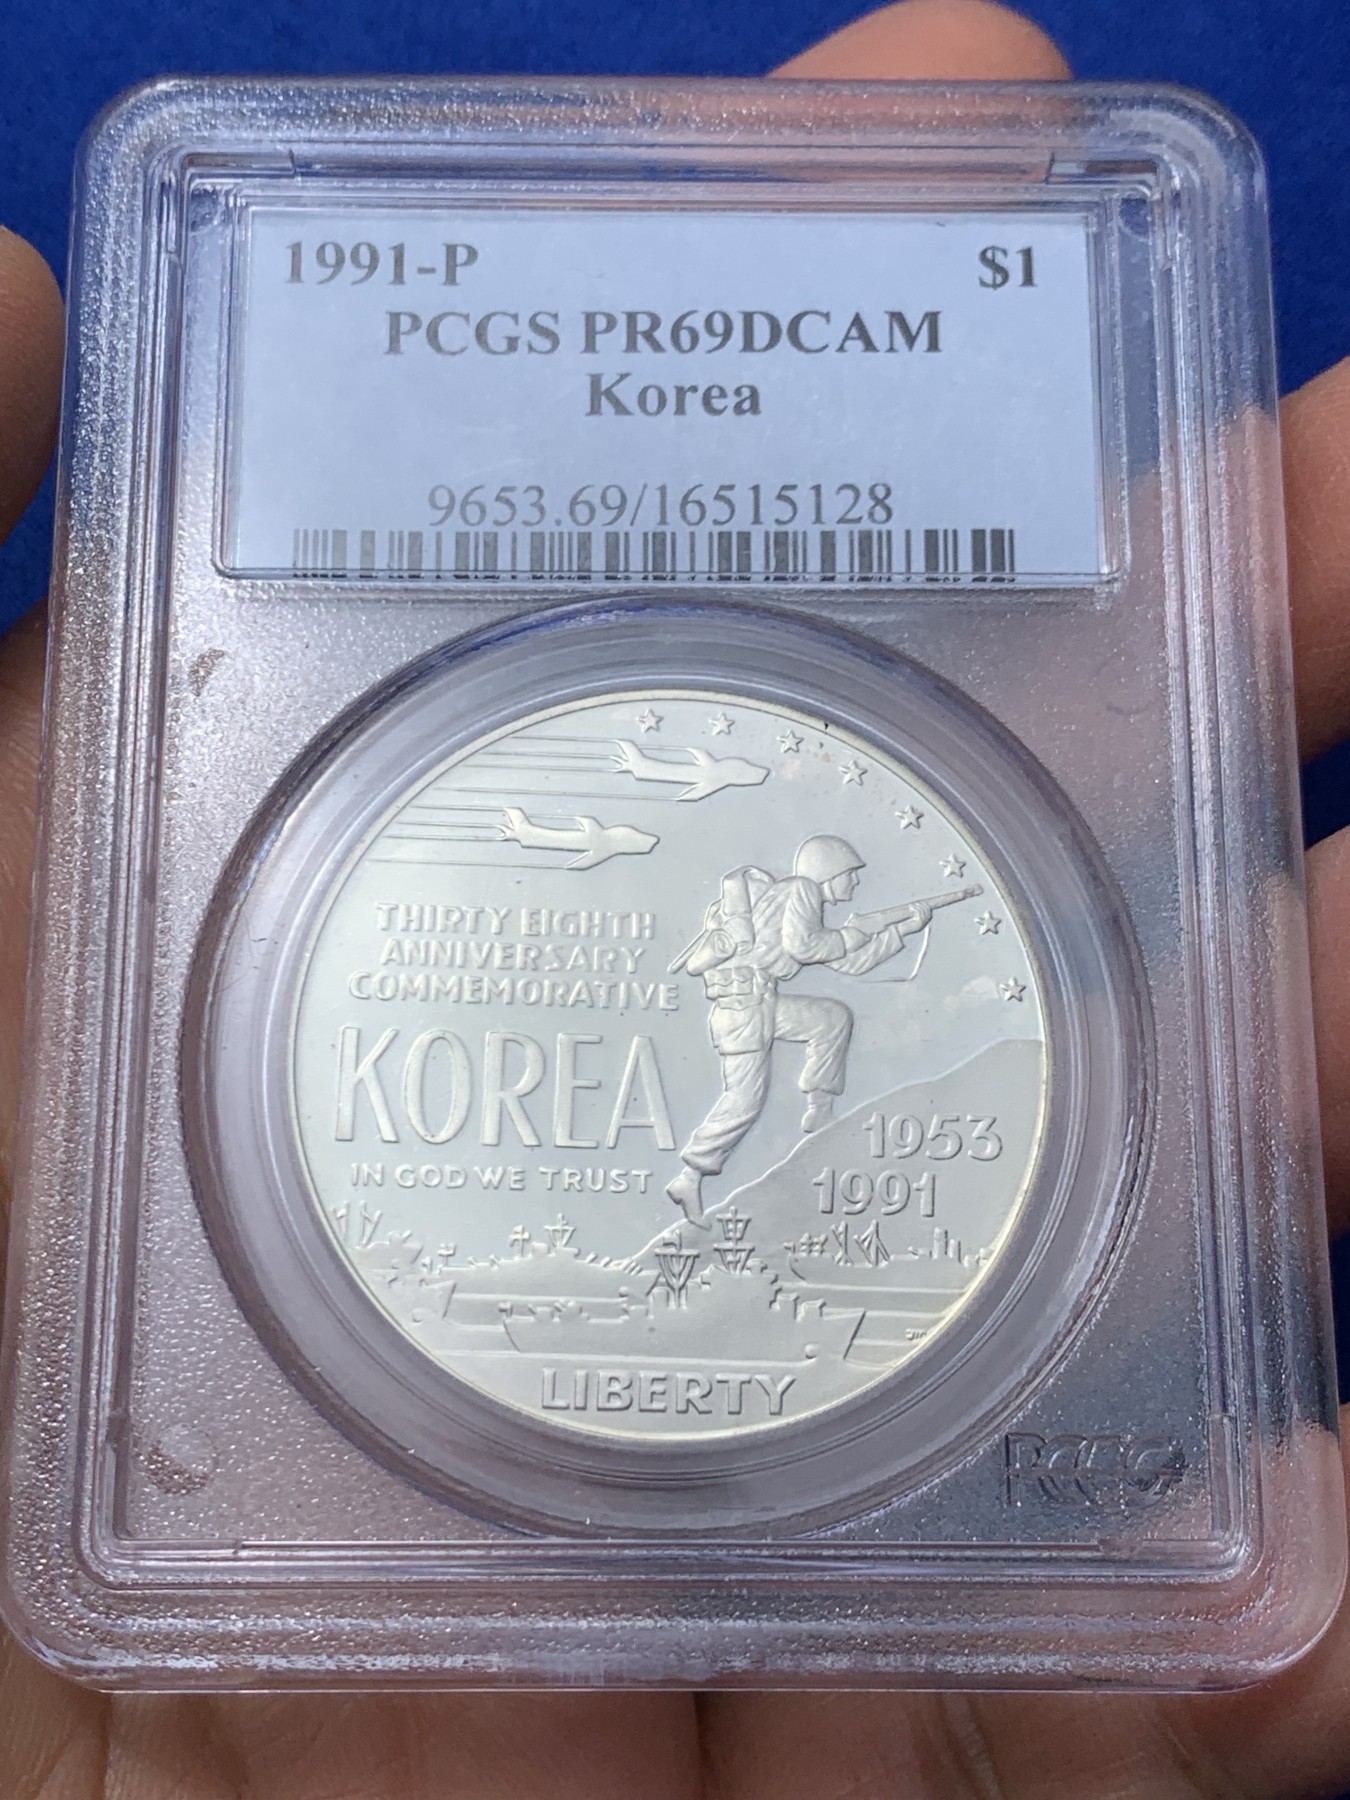 1991-P $1
PCGS PR69DCAM
Korea
9653.69/16515128
THIRTY EIGHTH
ANNIVERSARY
COMMEMORATIVE
KOREA
IN GOD WE TRUST
1953
1991
LIBERTY
PCGS